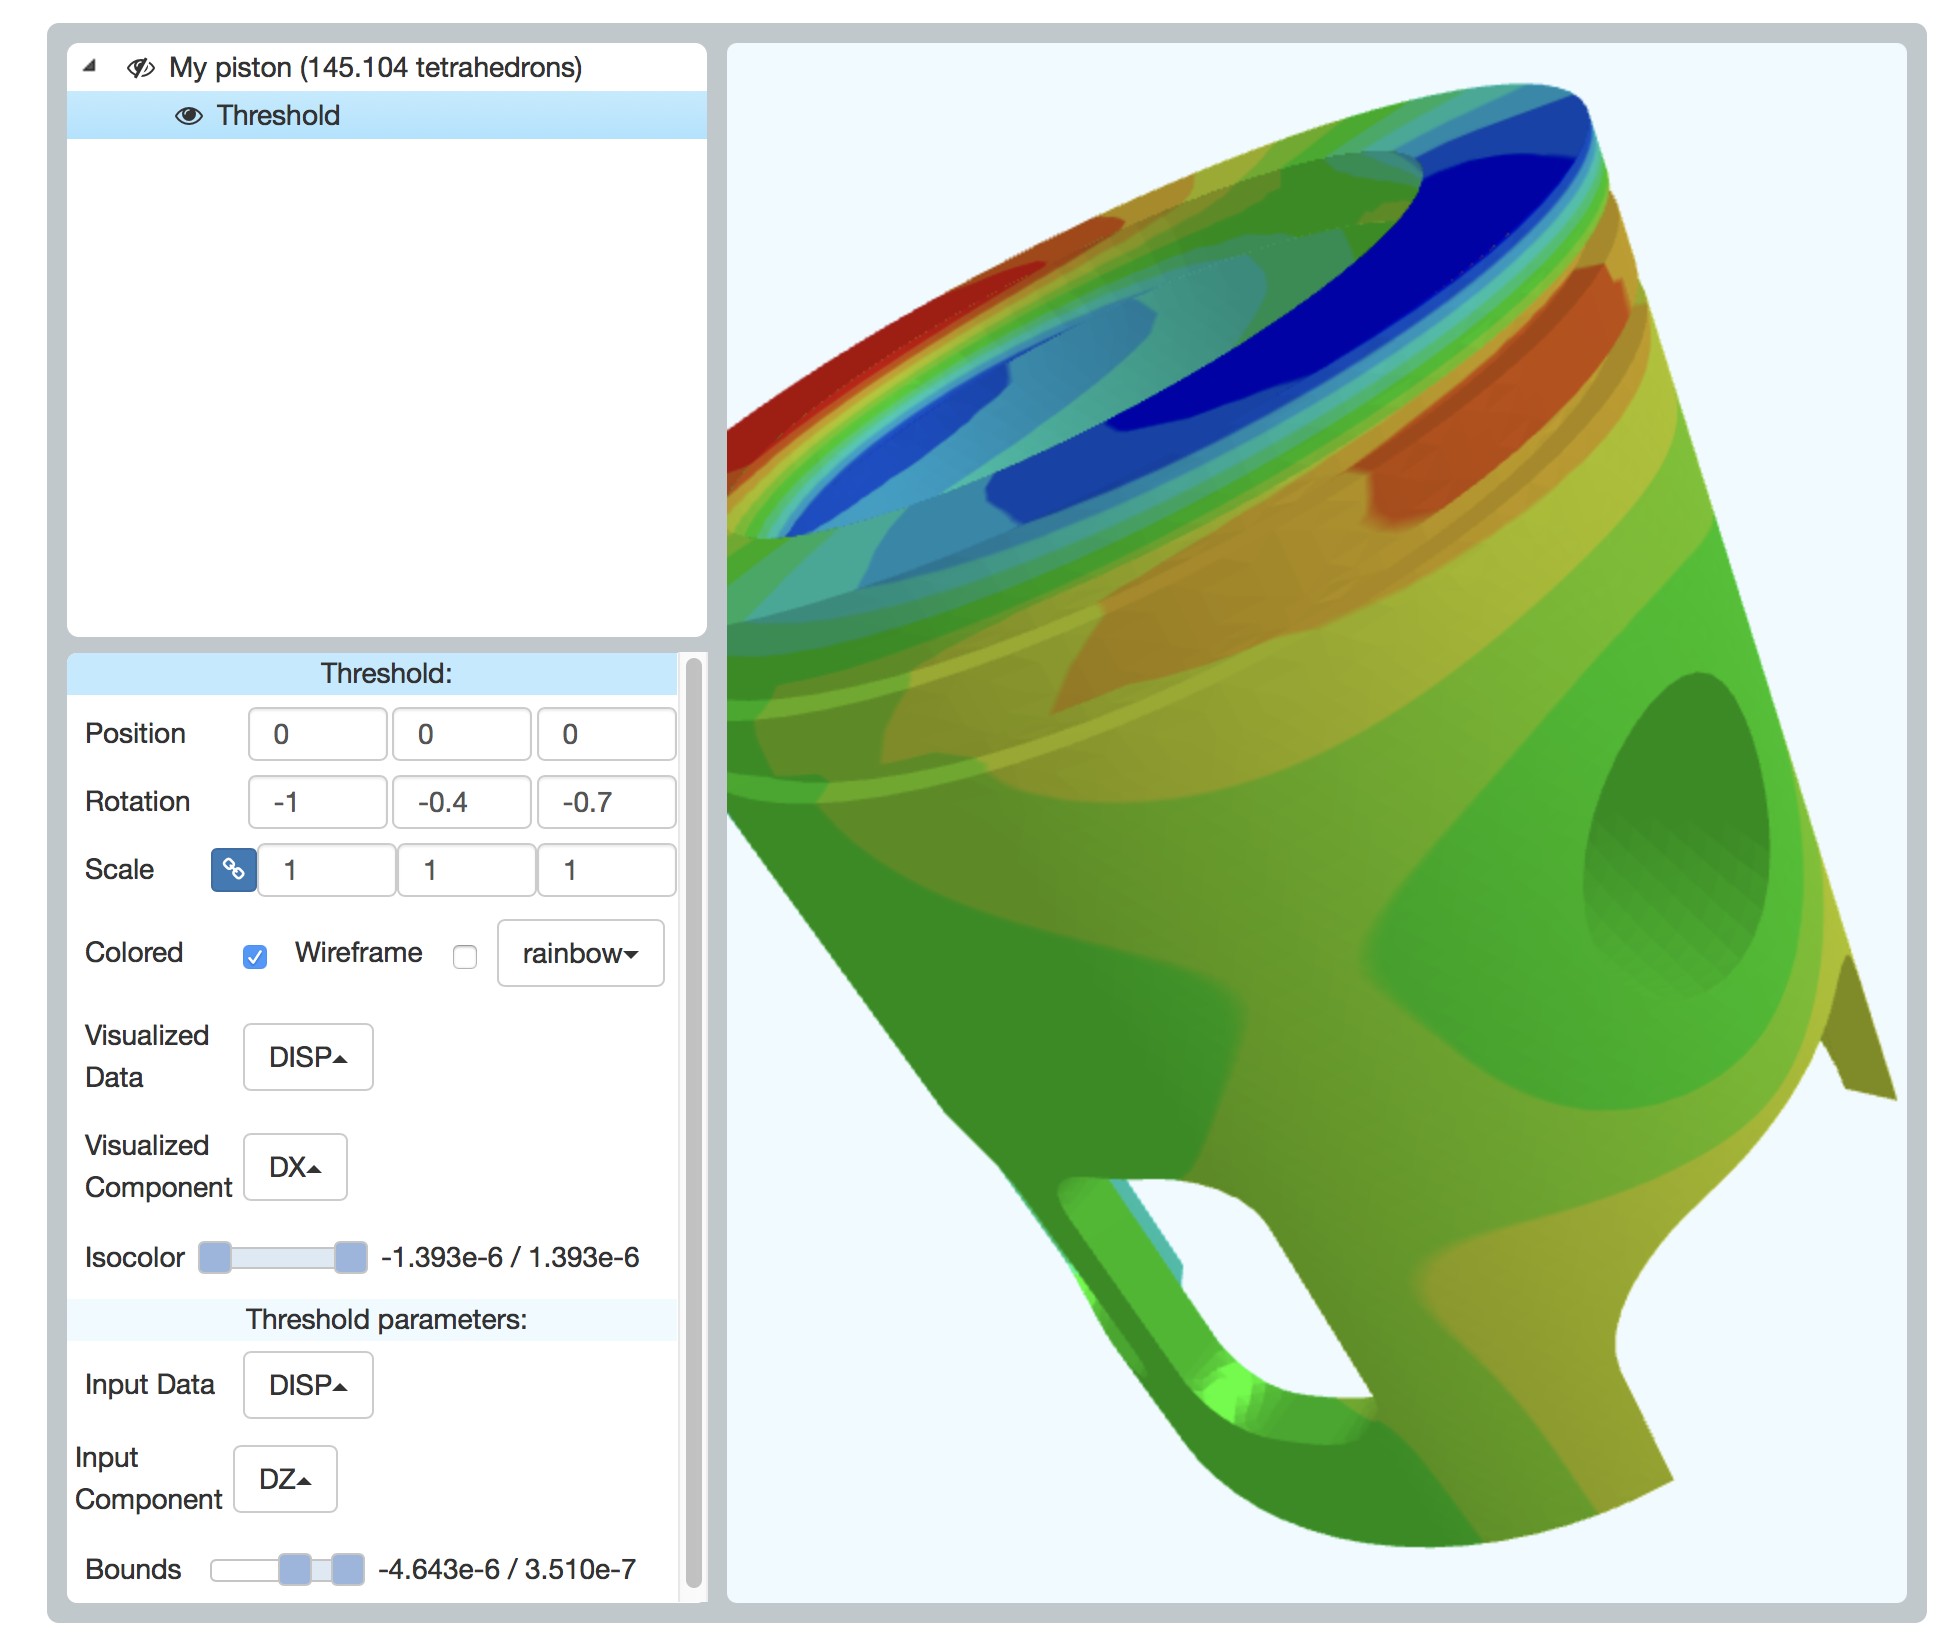 My piston (145.104 tetrahedrons)
Threshold
Threshold:
Position 0 0 0
Rotation -1 -0.4 -0.7
Scale 1 1 1
Colored Wireframe rainbow
Visualized
Data
DISP
Visualized
Component
DX
Isocolor -1.393e-6 / 1.393e-6
Threshold parameters:
Input Data DISP
Input
Component
DZ
Bounds -4.643e-6 / 3.510e-7